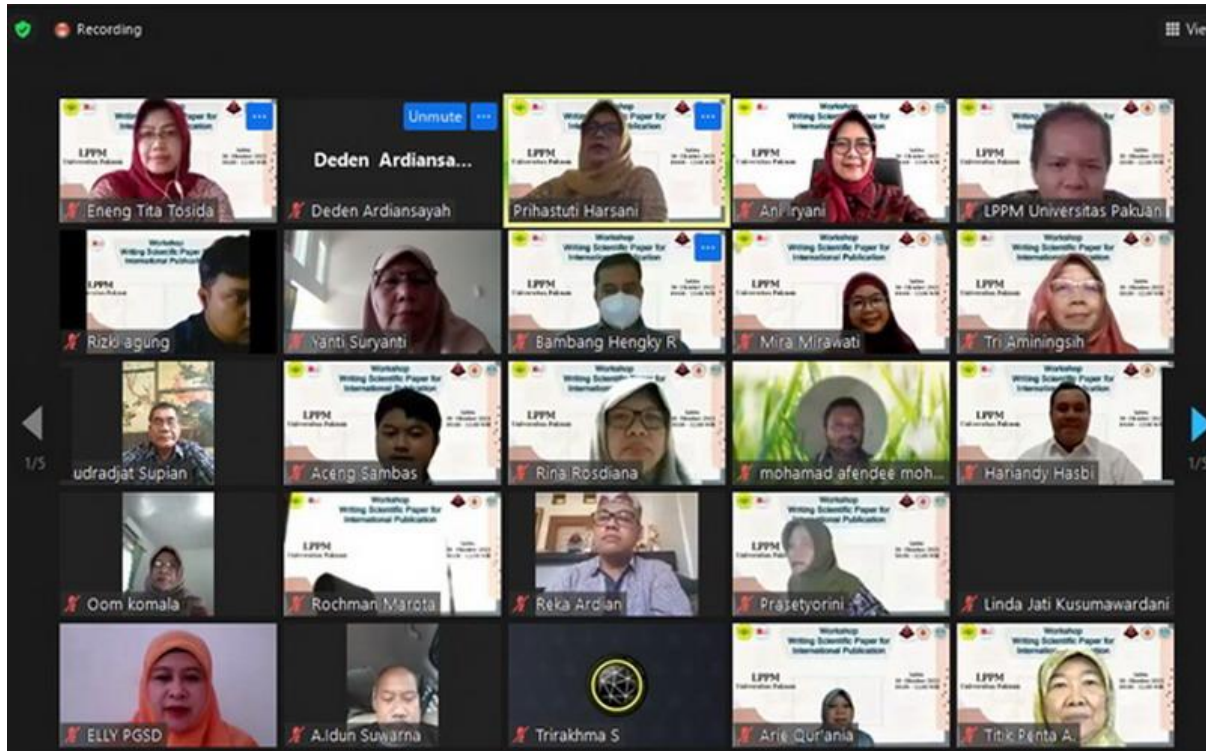 Recording
Vie
Eneng Tita Tosida
Unmute
Deden Ardiansa...
Deden Ardiansayah
Prihastuti Harsani
Workshop
Writing Scientific Paper for
International Publication
LPPM
Universitas Pakuan
Ani Iryani
LPPM Universitas Pakuan
Rizki agung
Yanti Suryanti
Bambang Hengky R
Mira Mirawati
Tri Aminingsih
1/5
udradjat Supian
Aceng Sambas
Rina Rosdiana
mohamad afendee moh...
Hariandy Hasbi
1/5
Oom komala
Rochman Marota
Reka Ardian
Prasetyorini
Linda Jati Kusumawardani
ELLY PGSD
A.Idun Suwarna
Trirakhma S
Arie Qur'ania
Titik Penta A.